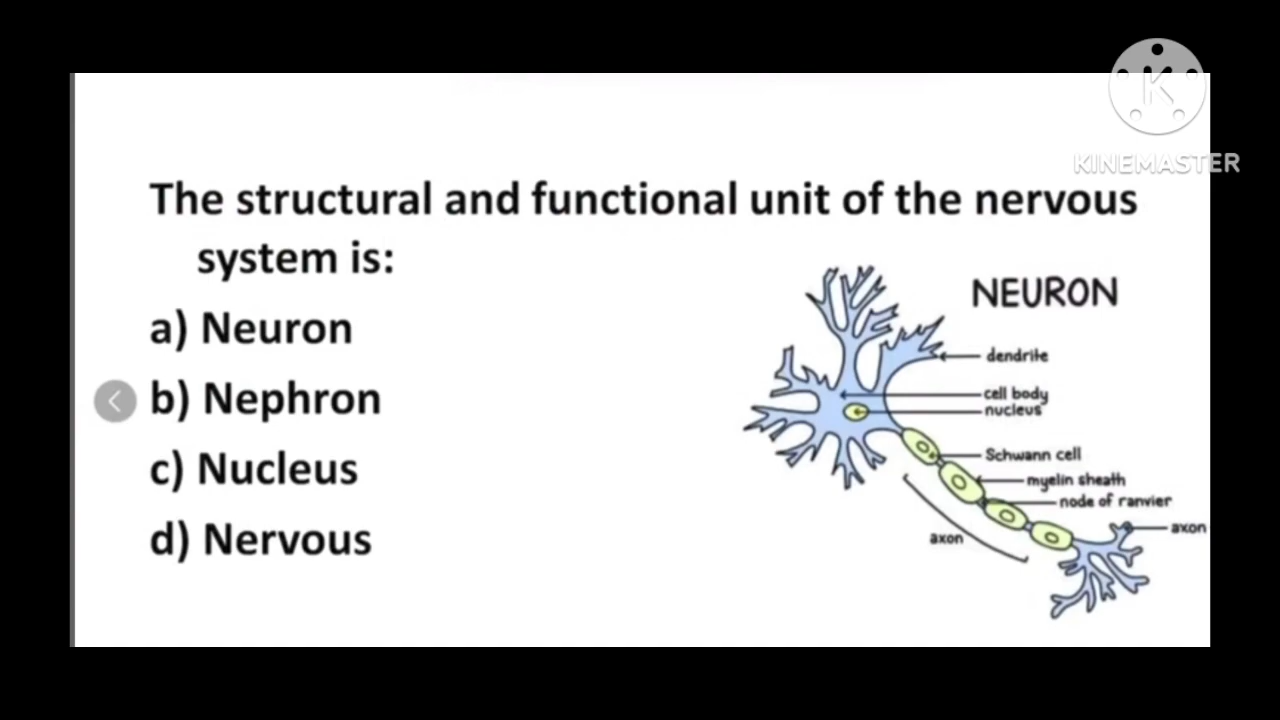 K
KINEMASTER
The structural and functional unit of the nervous
system is:
a) Neuron
b) Nephron
c) Nucleus
d) Nervous
NEURON
dendrite
cell body
nucleus
Schwann cell
myelin sheath
node of ranvier
axon
axon